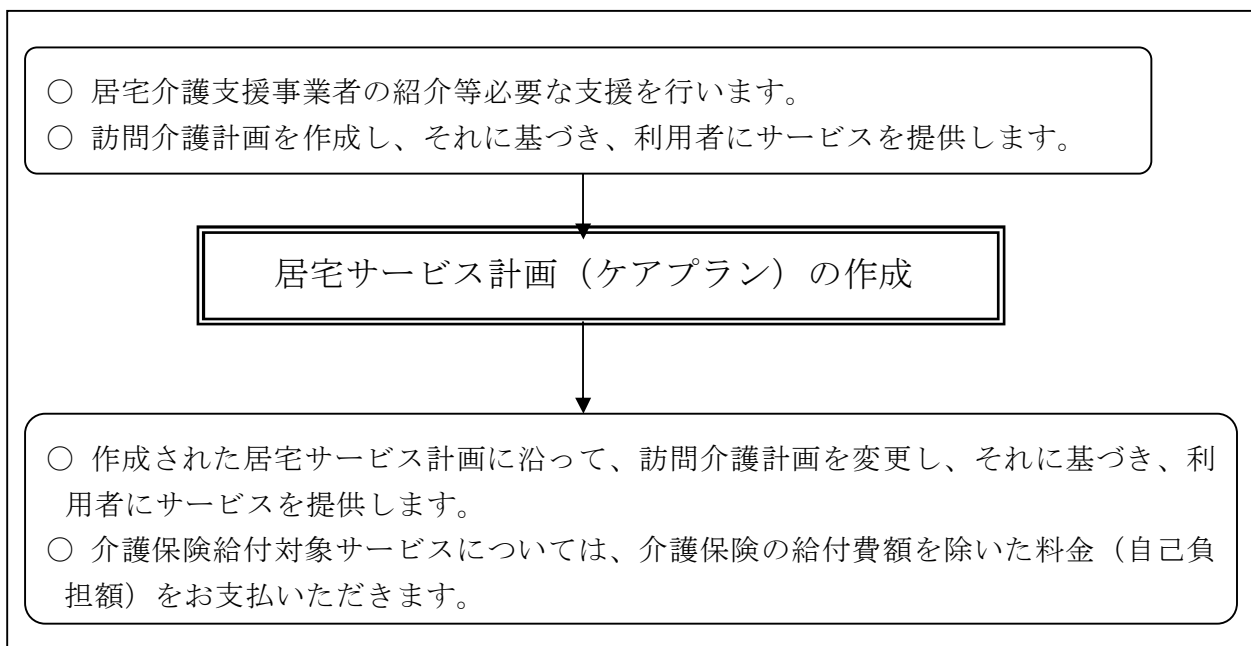 ○ 居宅介護支援事業者の紹介等必要な支援を行います。
○ 訪問介護計画を作成し、それに基づき、利用者にサービスを提供します。
居宅サービス計画（ケアプラン）の作成
○ 作成された居宅サービス計画に沿って、訪問介護計画を変更し、それに基づき、利
用者にサービスを提供します。
○ 介護保険給付対象サービスについては、介護保険の給付費額を除いた料金（自己負
担額）をお支払いただきます。